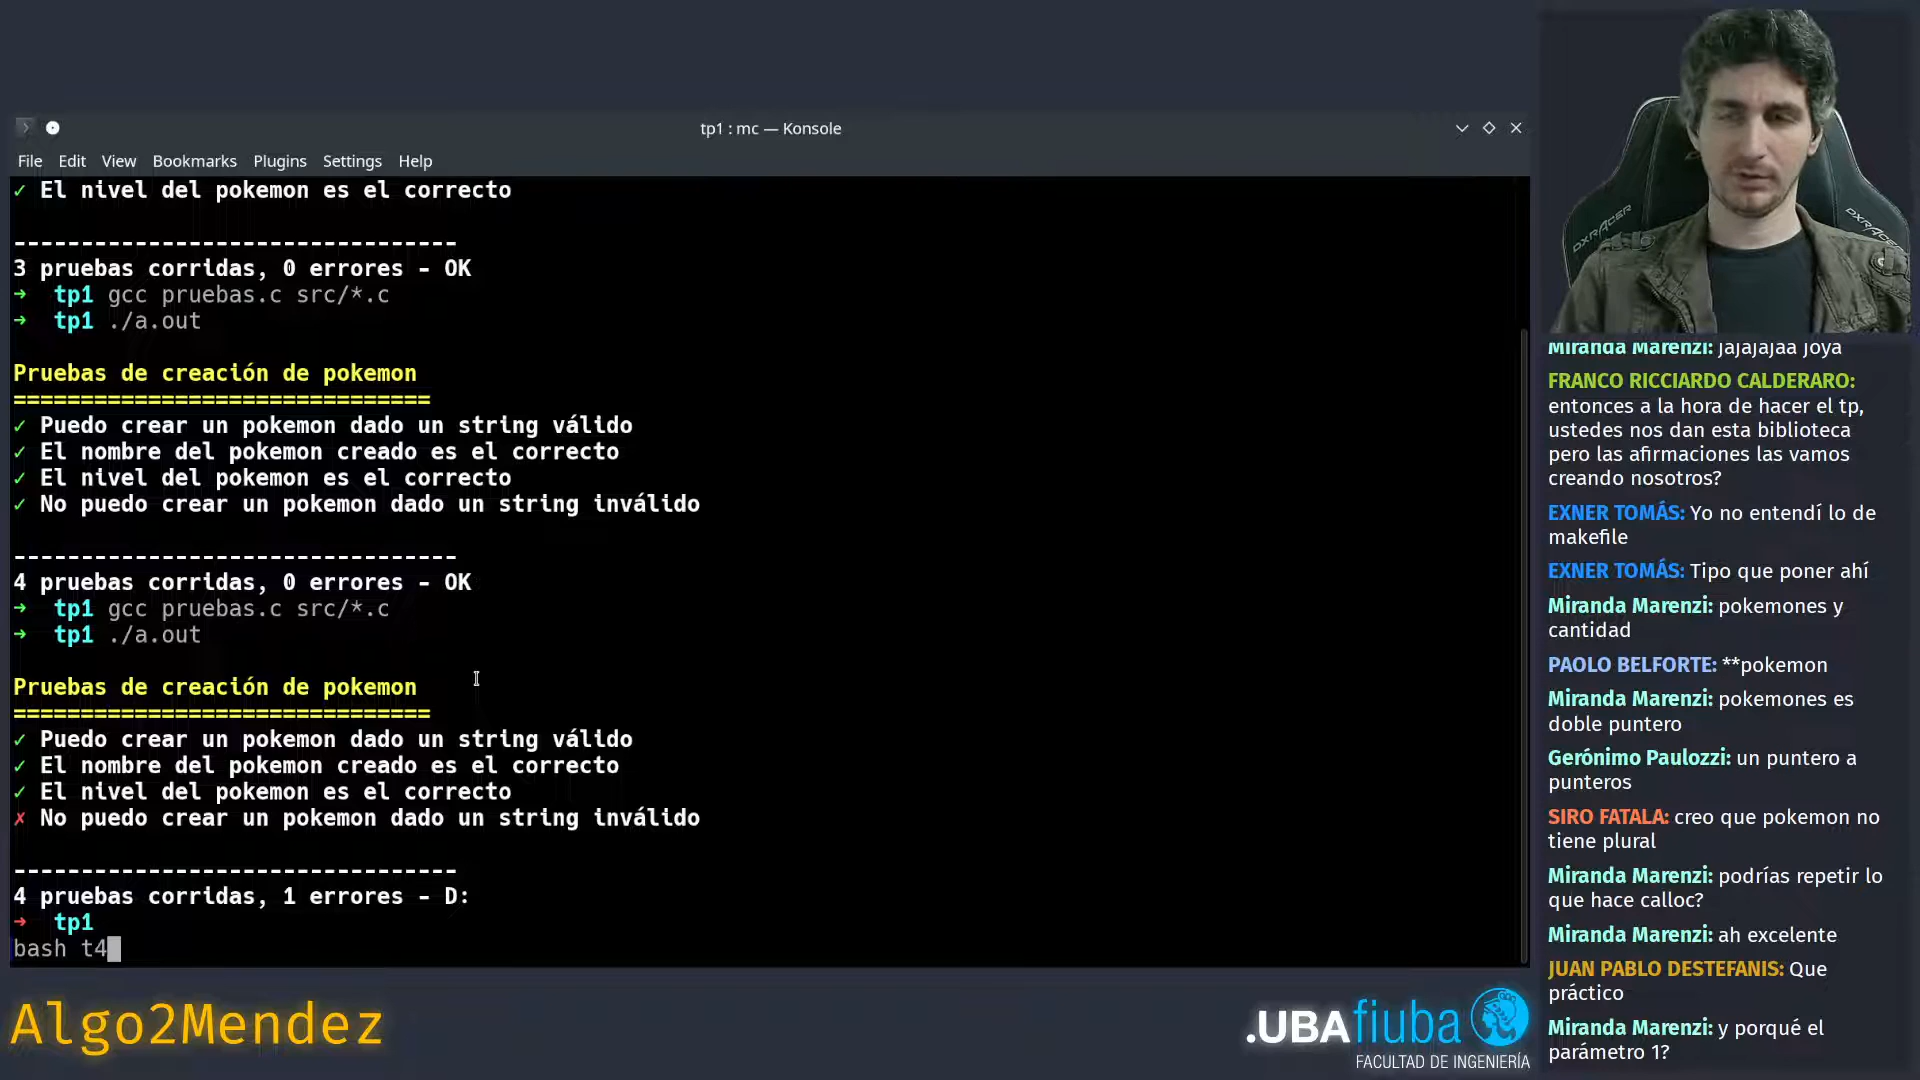 tp1 : mc — Konsole
File Edit View Bookmarks Plugins Settings Help
✓ El nivel del pokemon es el correcto
---------------------------------
3 pruebas corridas, 0 errores - OK
➜ tp1 gcc pruebas.c src/*.c
➜ tp1 ./a.out
Pruebas de creación de pokemon
===============================
✓ Puedo crear un pokemon dado un string válido
✓ El nombre del pokemon creado es el correcto
✓ El nivel del pokemon es el correcto
✓ No puedo crear un pokemon dado un string inválido
---------------------------------
4 pruebas corridas, 0 errores - OK
➜ tp1 gcc pruebas.c src/*.c
➜ tp1 ./a.out
Pruebas de creación de pokemon
===============================
✓ Puedo crear un pokemon dado un string válido
✓ El nombre del pokemon creado es el correcto
✓ El nivel del pokemon es el correcto
✗ No puedo crear un pokemon dado un string inválido
---------------------------------
4 pruebas corridas, 1 errores - D:
➜ tp1
bash t4
DXRACER
DXRACER
Miranda Marenzi: jajajajaa joya
FRANCO RICCIARDO CALDERARO:
entonces a la hora de hacer el tp,
ustedes nos dan esta biblioteca
pero las afirmaciones las vamos
creando nosotros?
EXNER TOMÁS: Yo no entendí lo de
makefile
EXNER TOMÁS: Tipo que poner ahí
Miranda Marenzi: pokemones y
cantidad
PAOLO BELFORTE: **pokemon
Miranda Marenzi: pokemones es
doble puntero
Gerónimo Paulozzi: un puntero a
punteros
SIRO FATALA: creo que pokemon no
tiene plural
Miranda Marenzi: podrías repetir lo
que hace calloc?
Miranda Marenzi: ah excelente
JUAN PABLO DESTEFANIS: Que
práctico
Miranda Marenzi: y porqué el
parámetro 1?
Algo2Mendez
.UBAfiuba
FACULTAD DE INGENIERÍA